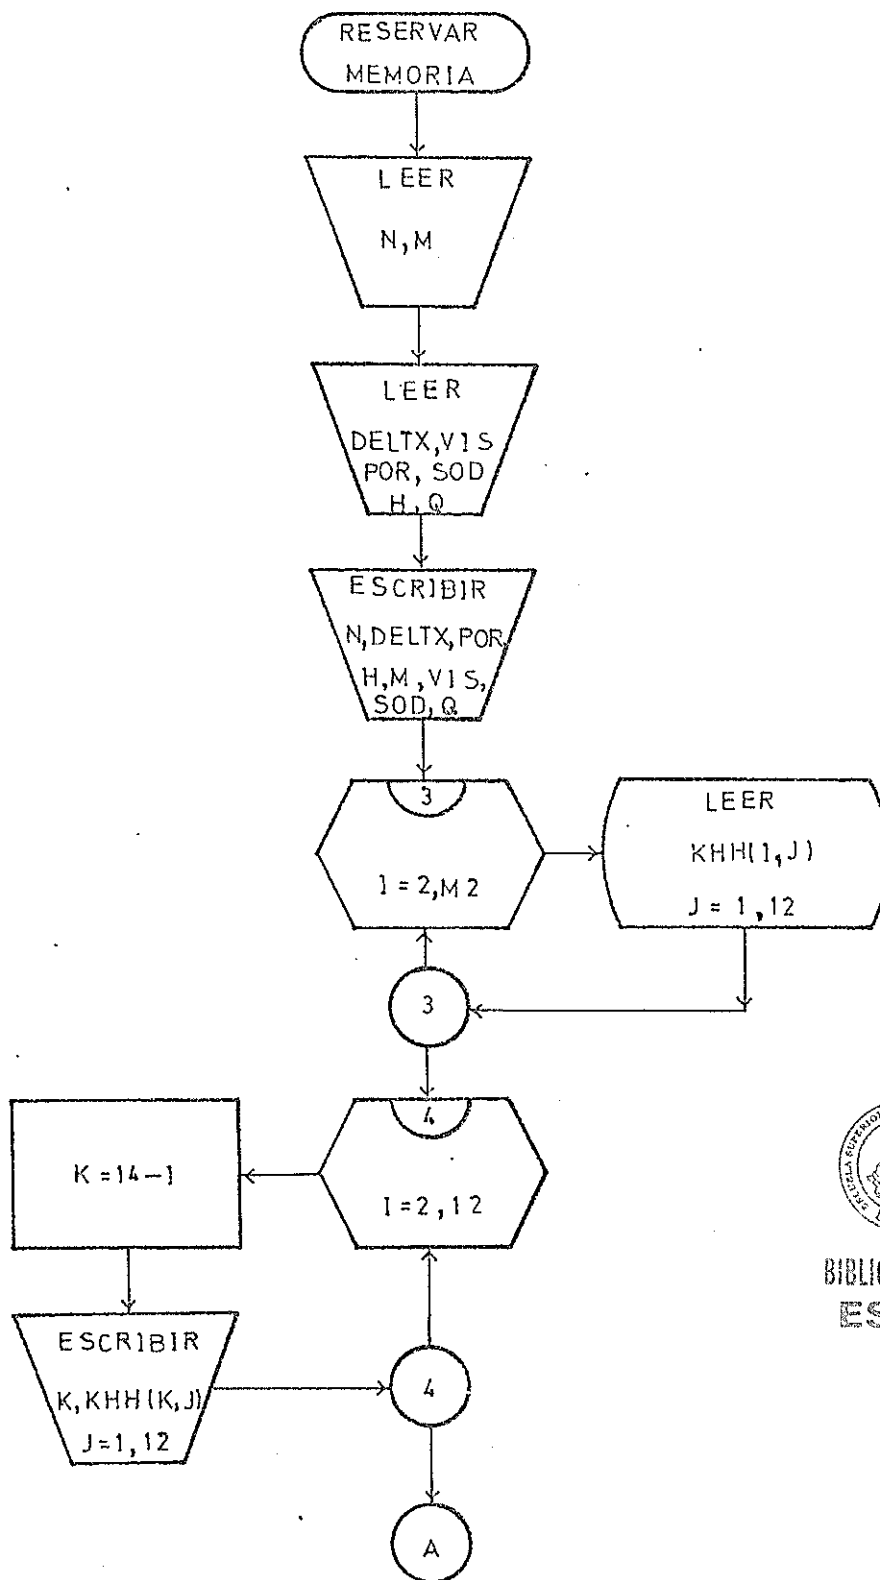 RESERVAR
MEMORIA
LEER
N,M
LEER
DELTX,VIS
POR, SOD
H, Q
ESCRIBIR
N,DELTX,POR,
H,M,VIS,
SOD,Q
3
I=2,M2
LEER
KHH(I,J)
J=1,12
3
4
I=2,12
K=14-I
ESCRIBIR
K,KHH(K,J)
J=1,12
4
A